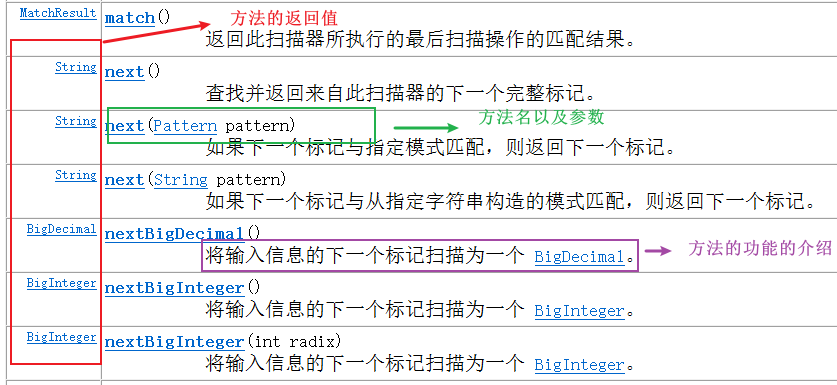 MatchResult match() 方法的返回值
返回此扫描器所执行的最后扫描操作的匹配结果。
String next()
查找并返回来自此扫描器的下一个完整标记。
String next(Pattern pattern) 方法名以及参数
如果下一个标记与指定模式匹配，则返回下一个标记。
String next(String pattern)
如果下一个标记与从指定字符串构造的模式匹配，则返回下一个标记。
BigDecimal nextBigDecimal()
将输入信息的下一个标记扫描为一个 BigDecimal。 方法的功能的介绍
BigInteger nextBigInteger()
将输入信息的下一个标记扫描为一个 BigInteger。
BigInteger nextBigInteger(int radix)
将输入信息的下一个标记扫描为一个 BigInteger。